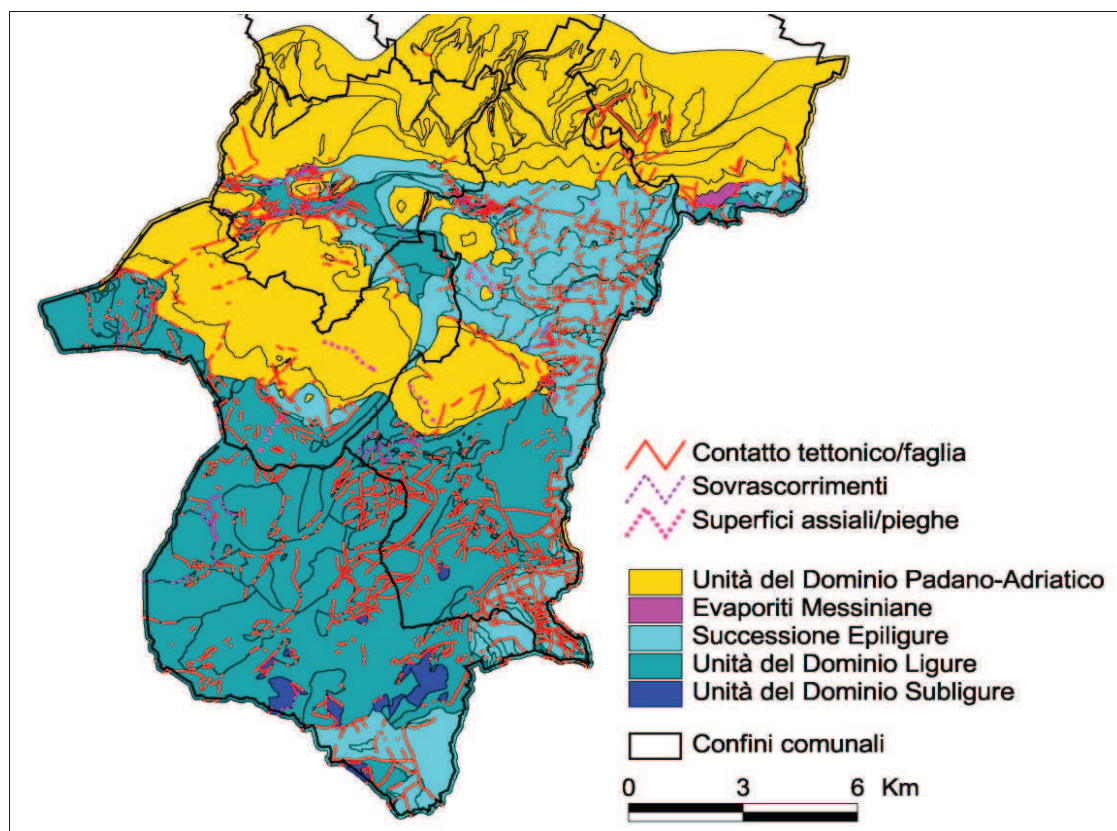 Contatto tettonico/faglia
Sovrascorrimenti
Superfici assiali/pieghe
Unità del Dominio Padano-Adriatico
Evaporiti Messiniane
Successione Epiligure
Unità del Dominio Ligure
Unità del Dominio Subligure
Confini comunali
0 3 6 Km